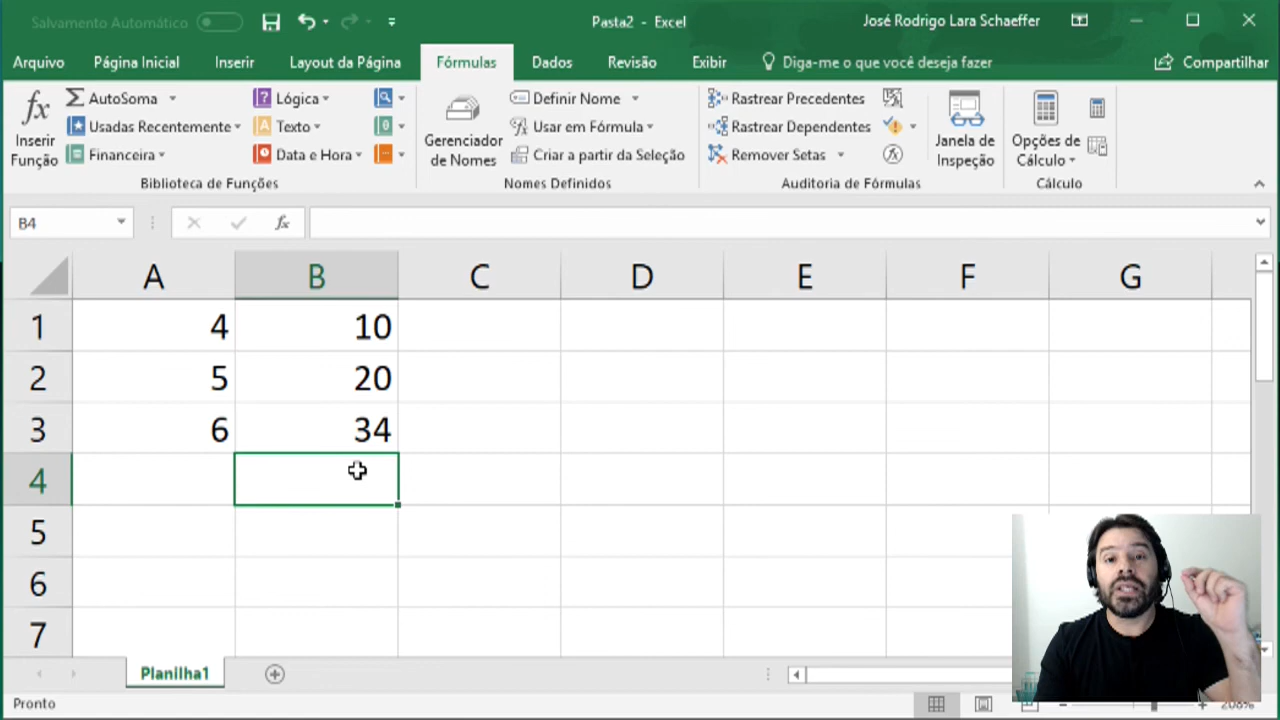 Salvamento Automático
Pasta2 - Excel
José Rodrigo Lara Schaeffer
Arquivo Página Inicial Inserir Layout da Página Fórmulas Dados Revisão Exibir Diga-me o que você deseja fazer Compartilhar
fx
Inserir
Função
AutoSoma
Usadas Recentemente
Financeira
Lógica
Texto
Data e Hora
Biblioteca de Funções
Gerenciador
de Nomes
Definir Nome
Usar em Fórmula
Criar a partir da Seleção
Nomes Definidos
Rastrear Precedentes
Rastrear Dependentes
Remover Setas
Janela de
Inspeção
Auditoria de Fórmulas
Opções de
Cálculo
Cálculo
B4 fx
A B C D E F G
1 4 10
2 5 20
3 6 34
4
5
6
7
Planilha1
Pronto
208%